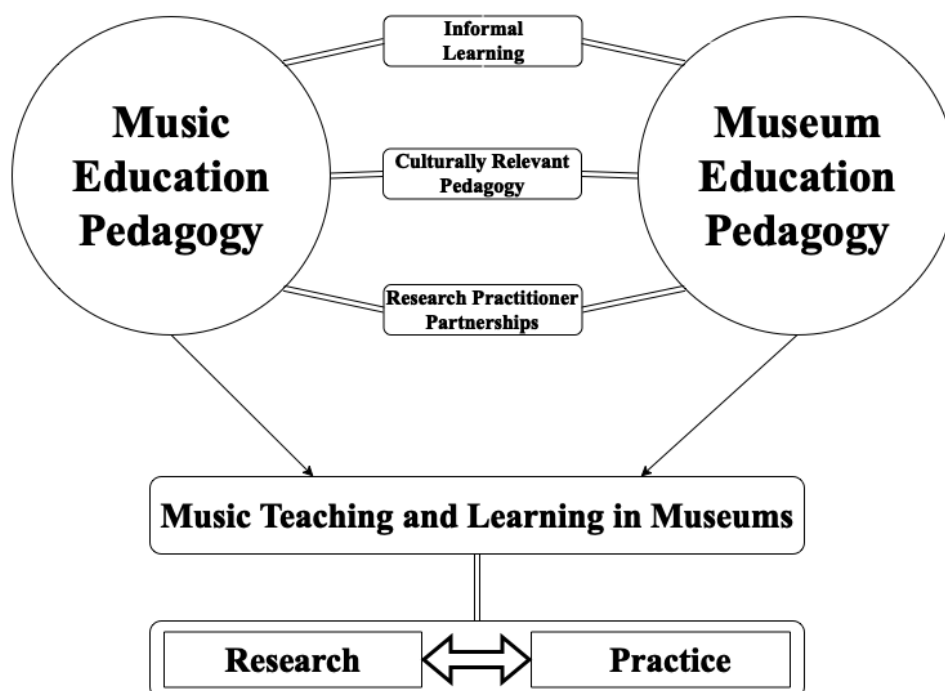 Informal
Learning
Music
Education
Pedagogy
Culturally Relevant
Pedagogy
Museum
Education
Pedagogy
Research Practitioner
Partnerships
Music Teaching and Learning in Museums
Research
Practice